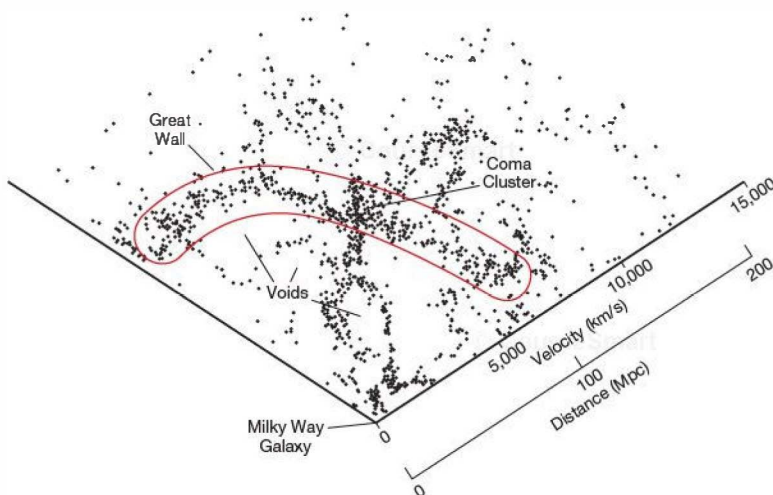 Great
Wall
Coma
Cluster
Voids
Milky Way
Galaxy
0
5,000
10,000
15,000
Velocity (km/s)
0
100
200
Distance (Mpc)